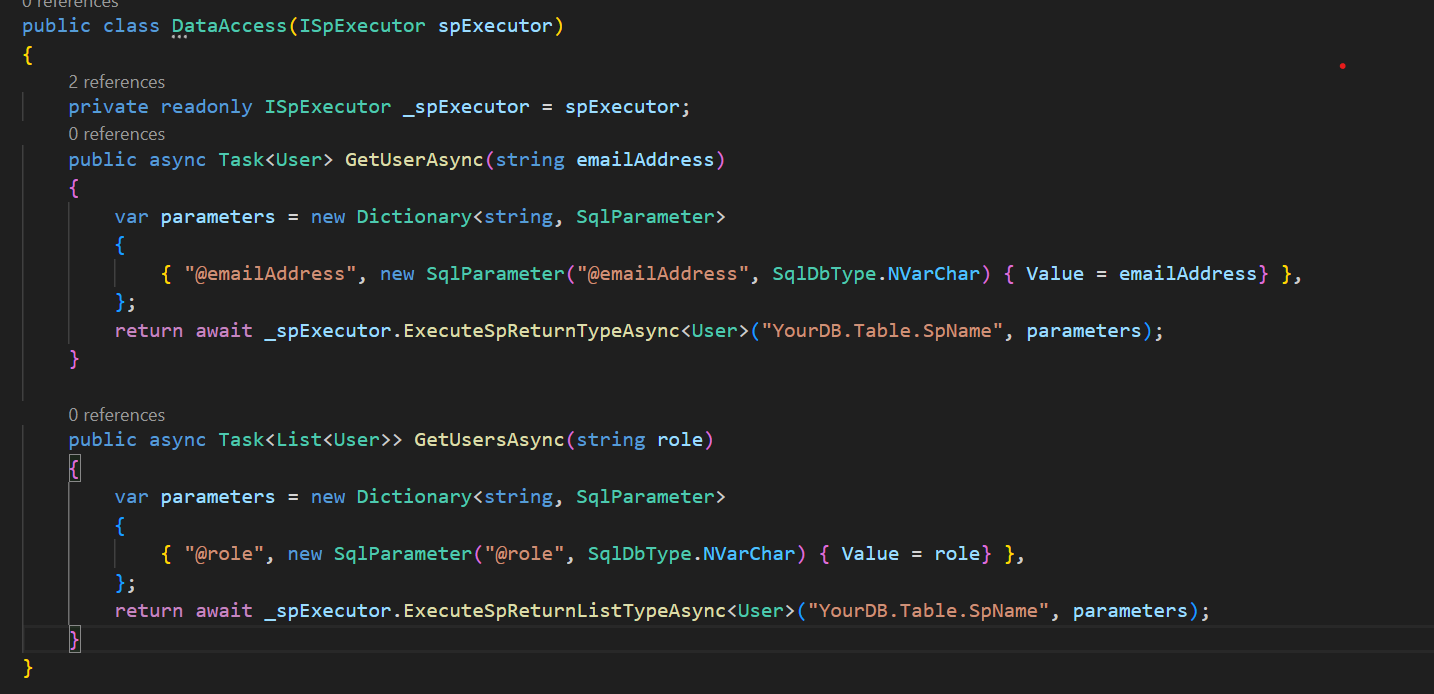 0 references
public class DataAccess(ISpExecutor spExecutor)
{
2 references
private readonly ISpExecutor _spExecutor = spExecutor;
0 references
public async Task<User> GetUserAsync(string emailAddress)
{
var parameters = new Dictionary<string, SqlParameter>
{
{ "@emailAddress", new SqlParameter("@emailAddress", SqlDbType.NVarChar) { Value = emailAddress} },
};
return await _spExecutor.ExecuteSpReturnTypeAsync<User>("YourDB.Table.SpName", parameters);
}
0 references
public async Task<List<User>> GetUsersAsync(string role)
{
var parameters = new Dictionary<string, SqlParameter>
{
{ "@role", new SqlParameter("@role", SqlDbType.NVarChar) { Value = role} },
};
return await _spExecutor.ExecuteSpReturnListTypeAsync<User>("YourDB.Table.SpName", parameters);
}
}